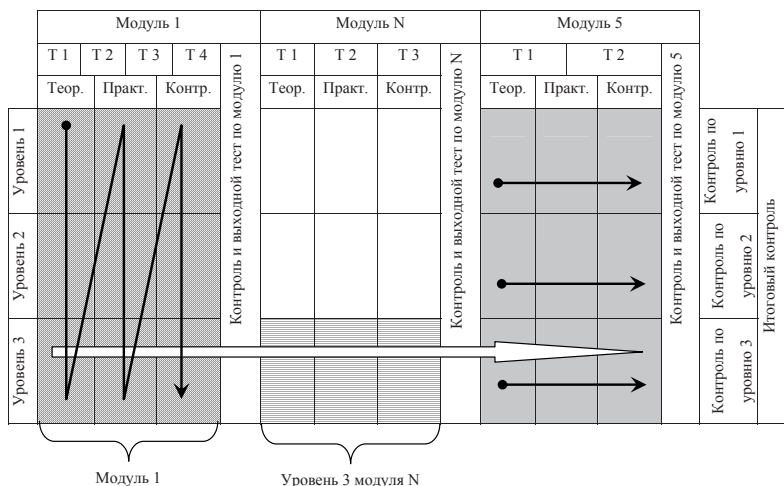 Модуль 1
Модуль N
Модуль 5
Т 1
Т 2
Т 3
Т 4
Контроль и выходной тест по модулю 1
Т 1
Т 2
Т 3
Контроль и выходной тест по модулю N
Т 1
Т 2
Контроль и выходной тест по модулю 5
Теор.
Практ.
Контр.
Теор.
Практ.
Контр.
Теор.
Практ.
Контр.
Уровень 1
Контроль по
уровню 1
Уровень 2
Контроль по
уровню 2
Уровень 3
Контроль по
уровню 3
Итоговый контроль
Модуль 1
Уровень 3 модуля N